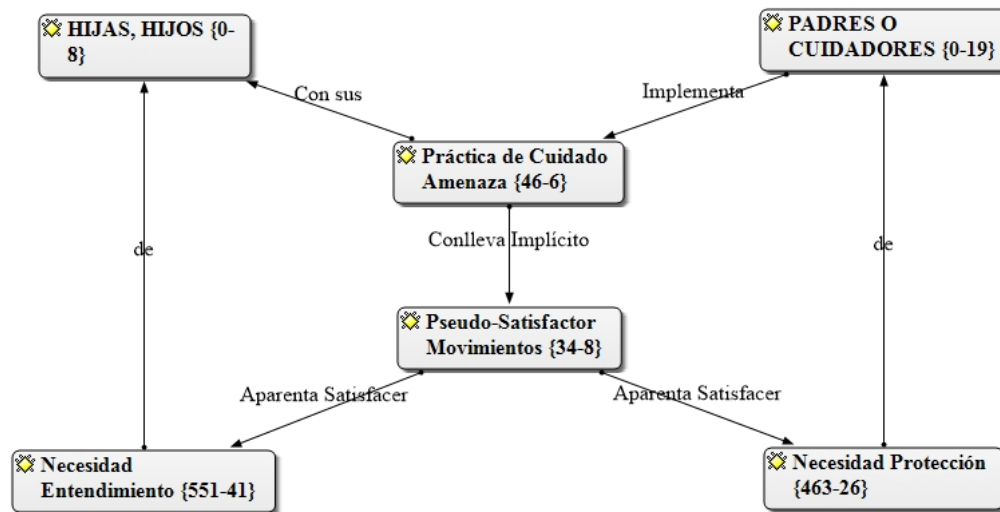 HIJAS, HIJOS {0-
8}
PADRES O
CUIDADORES {0-19}
Con sus
Implementa
Práctica de Cuidado
Amenaza {46-6}
de
Conlleva Implícito
de
Pseudo-Satisfactor
Movimientos {34-8}
Aparenta Satisfacer
Aparenta Satisfacer
Necesidad
Entendimiento {551-41}
Necesidad Protección
{463-26}